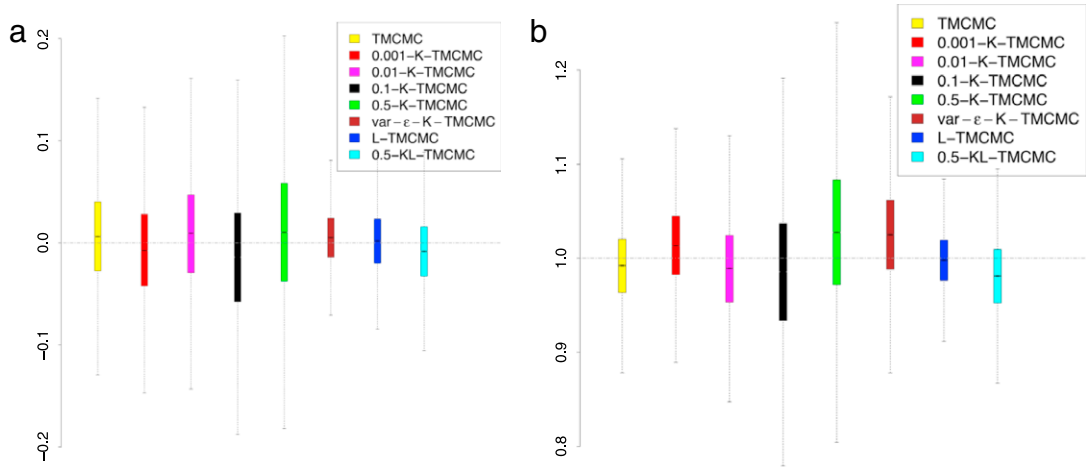 a
0.2
0.1
0.0
−0.1
−0.2
TMCMC
0.001−K−TMCMC
0.01−K−TMCMC
0.1−K−TMCMC
0.5−K−TMCMC
var−ε−K−TMCMC
L−TMCMC
0.5−KL−TMCMC
b
1.2
1.1
1.0
0.9
0.8
TMCMC
0.001−K−TMCMC
0.01−K−TMCMC
0.1−K−TMCMC
0.5−K−TMCMC
var−ε−K−TMCMC
L−TMCMC
0.5−KL−TMCMC